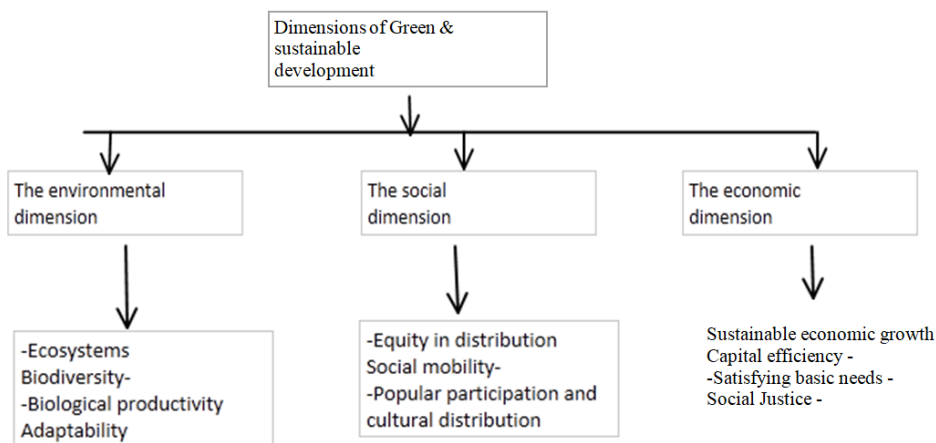 Dimensions of Green &
sustainable
development
The environmental
dimension
The social
dimension
The economic
dimension
-Ecosystems
Biodiversity-
-Biological productivity
Adaptability
-Equity in distribution
Social mobility-
-Popular participation and
cultural distribution
Sustainable economic growth
Capital efficiency -
-Satisfying basic needs -
Social Justice -